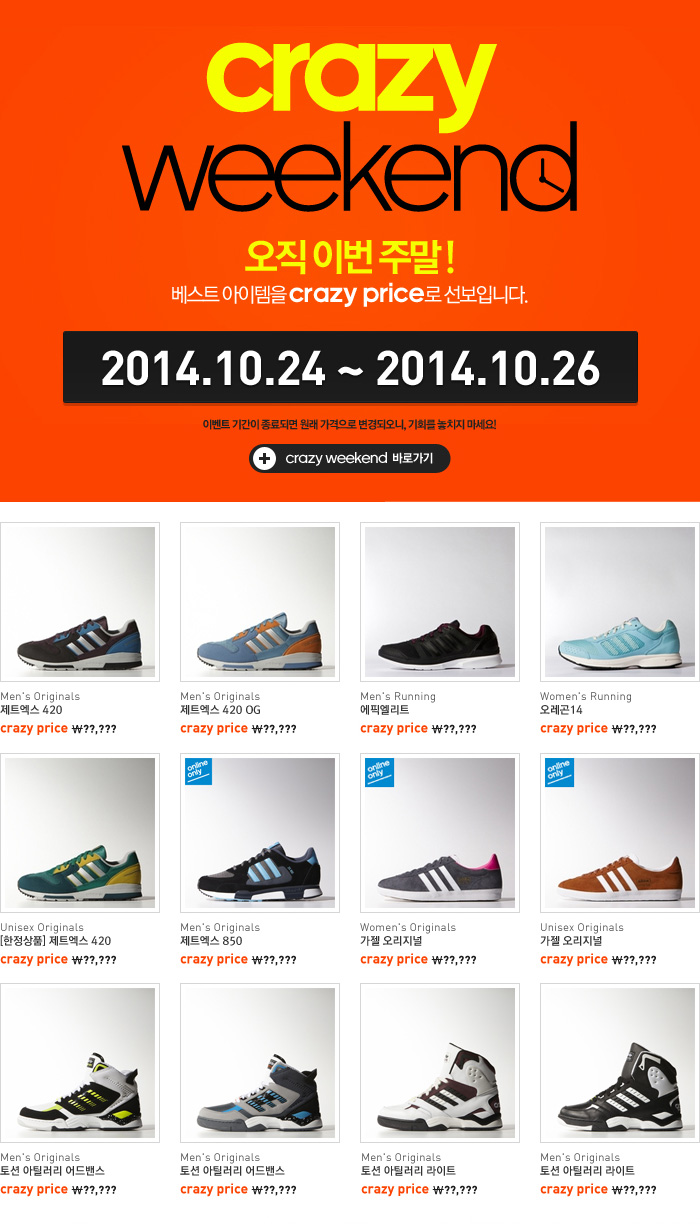 crazy
weekend
오직 이번 주말!
베스트 아이템을 crazy price로 선보입니다.
2014.10.24 ~ 2014.10.26
이벤트 기간이 종료되면 원래 가격으로 변경되오니, 기회를 놓치지 마세요!
crazy weekend 바로가기
Men's Originals
제트엑스 420
crazy price ₩??,???
Men's Originals
제트엑스 420 OG
crazy price ₩??,???
Men's Running
에픽엘리트
crazy price ₩??,???
Women's Running
오레곤14
crazy price ₩??,???
Unisex Originals
[한정상품] 제트엑스 420
crazy price ₩??,???
online
only
Men's Originals
제트엑스 850
crazy price ₩??,???
online
only
Women's Originals
가젤 오리지널
crazy price ₩??,???
online
only
Unisex Originals
가젤 오리지널
crazy price ₩??,???
Men's Originals
토션 아틸러리 어드밴스
crazy price ₩??,???
Men's Originals
토션 아틸러리 어드밴스
crazy price ₩??,???
Men's Originals
토션 아틸러리 라이트
crazy price ₩??,???
Men's Originals
토션 아틸러리 라이트
crazy price ₩??,???